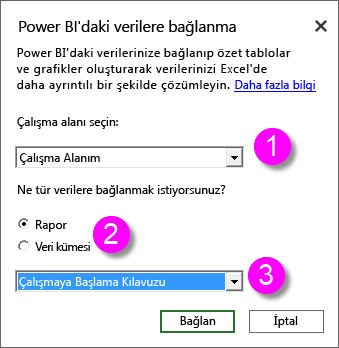 Power BI'daki verilere bağlanma
Power BI'daki verilerinize bağlanıp özet tablolar
ve grafikler oluşturarak verilerinizi Excel'de
daha ayrıntılı bir şekilde çözümleyin. Daha fazla bilgi
Çalışma alanı seçin:
1
Çalışma Alanım
Ne tür verilere bağlanmak istiyorsunuz?
Rapor
2
Veri kümesi
3
Çalışmaya Başlama Kılavuzu
Bağlan
İptal